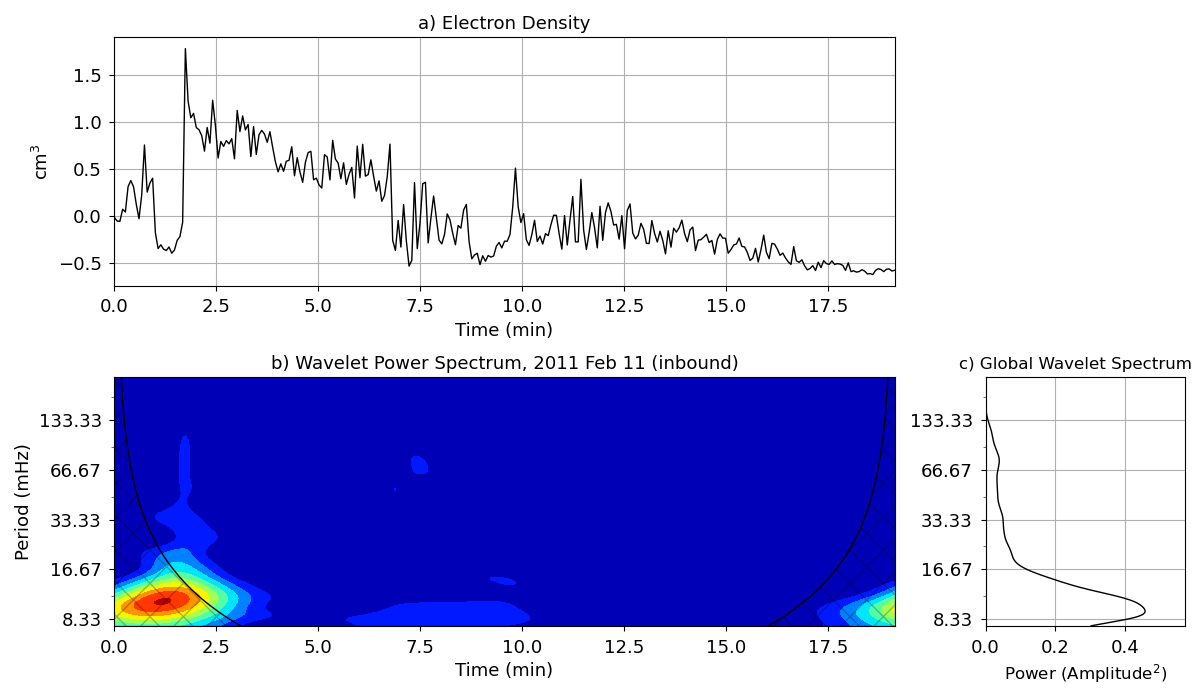 a) Electron Density
cm³
1.5
1.0
0.5
0.0
−0.5
0.0 2.5 5.0 7.5 10.0 12.5 15.0 17.5
Time (min)
b) Wavelet Power Spectrum, 2011 Feb 11 (inbound)
Period (mHz)
133.33
66.67
33.33
16.67
8.33
0.0 2.5 5.0 7.5 10.0 12.5 15.0 17.5
Time (min)
c) Global Wavelet Spectrum
133.33
66.67
33.33
16.67
8.33
0.0 0.2 0.4
Power (Amplitude²)